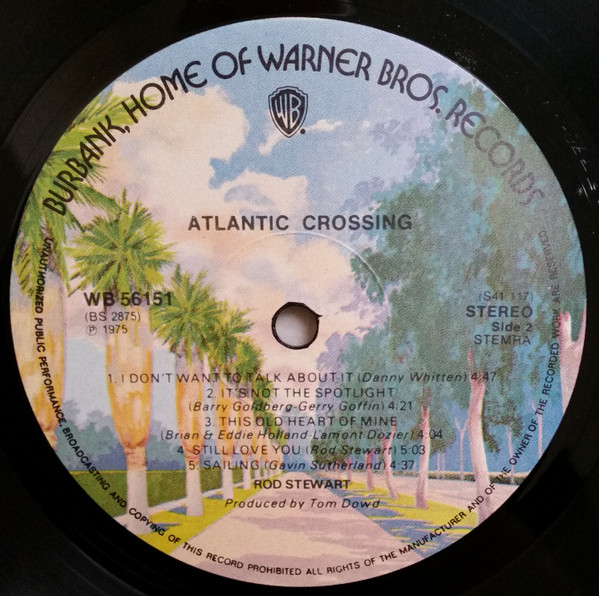 BURBANK, HOME OF WARNER BROS. RECORDS
WB
ATLANTIC CROSSING
WB 56151
(BS 2875)
℗ 1975
(S41 117)
STEREO
Side 2
STEMRA
1. I DON'T WANT TO TALK ABOUT IT (Danny Whitten) 4:47
2. IT'S NOT THE SPOTLIGHT
(Barry Goldberg-Gerry Goffin) 4:21
3. THIS OLD HEART OF MINE
(Brian & Eddie Holland-Lamont Dozier) 4:04
4. STILL LOVE YOU (Rod Stewart) 5:03
5. SAILING (Gavin Sutherland) 4:37
ROD STEWART
Produced by Tom Dowd
UNAUTHORIZED PUBLIC PERFORMANCE, BROADCASTING AND COPYING OF THIS RECORD PROHIBITED ALL RIGHTS OF THE MANUFACTURER AND OF THE OWNER OF THE RECORDED WORK ARE RESERVED